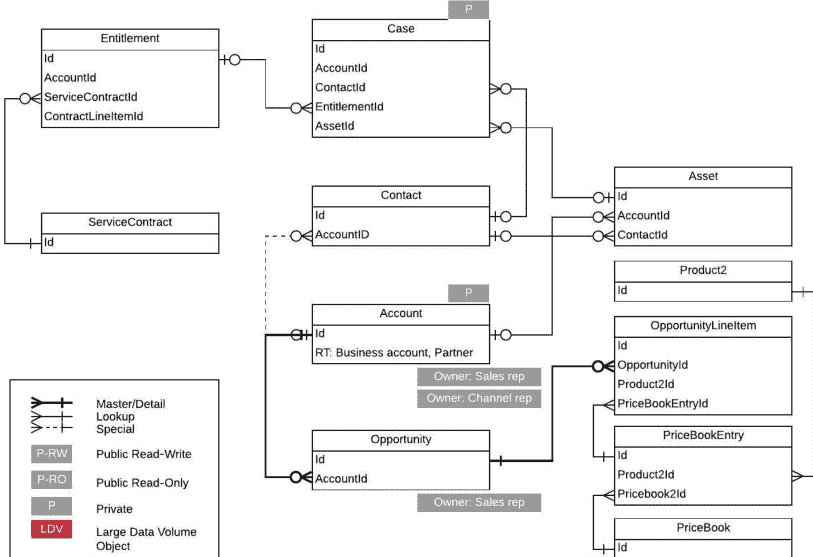 P
Entitlement
Id
AccountId
ServiceContractId
ContractLineItemId
Case
Id
AccountId
ContactId
EntitlementId
AssetId
ServiceContract
Id
Contact
Id
AccountID
Asset
Id
AccountId
ContactId
Product2
Id
P
Account
Id
RT: Business account, Partner
Owner: Sales rep
Owner: Channel rep
OpportunityLineItem
Id
OpportunityId
Product2Id
PriceBookEntryId
Opportunity
Id
AccountId
Owner: Sales rep
PriceBookEntry
Id
Product2Id
Pricebook2Id
PriceBook
Id
Master/Detail
Lookup
Special
P-RW Public Read-Write
P-RO Public Read-Only
P Private
LDV Large Data Volume
Object